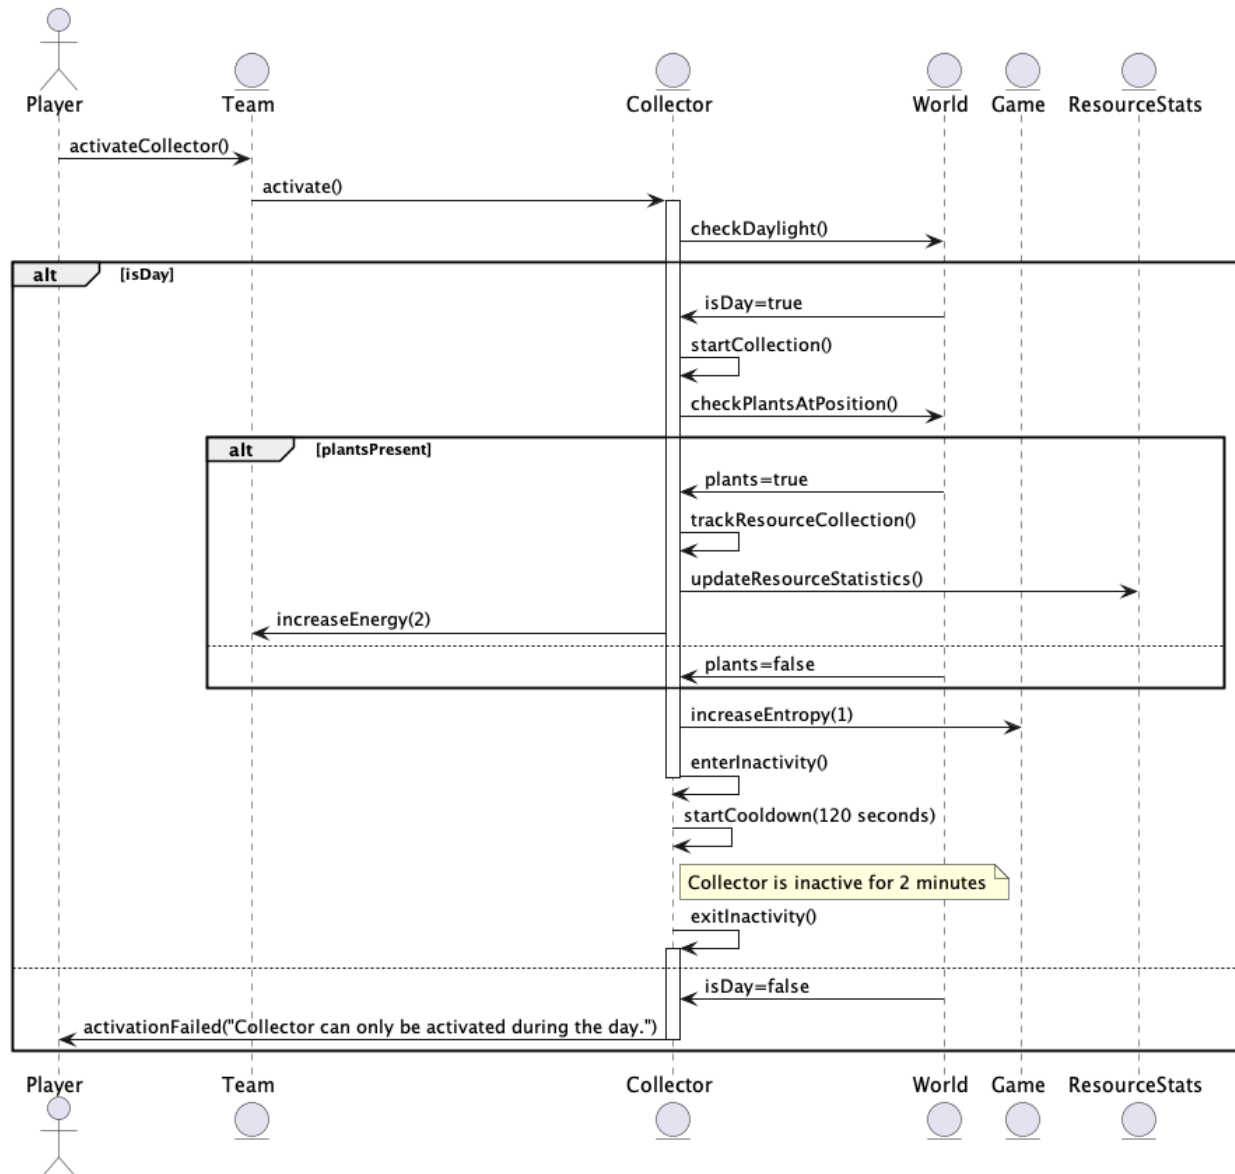 Player
Team
Collector
World
Game
ResourceStats
activateCollector()
activate()
checkDaylight()
alt
[isDay]
isDay=true
startCollection()
checkPlantsAtPosition()
alt
[plantsPresent]
plants=true
trackResourceCollection()
updateResourceStatistics()
increaseEnergy(2)
plants=false
increaseEntropy(1)
enterInactivity()
startCooldown(120 seconds)
Collector is inactive for 2 minutes
exitInactivity()
isDay=false
activationFailed("Collector can only be activated during the day.")
Player
Team
Collector
World
Game
ResourceStats